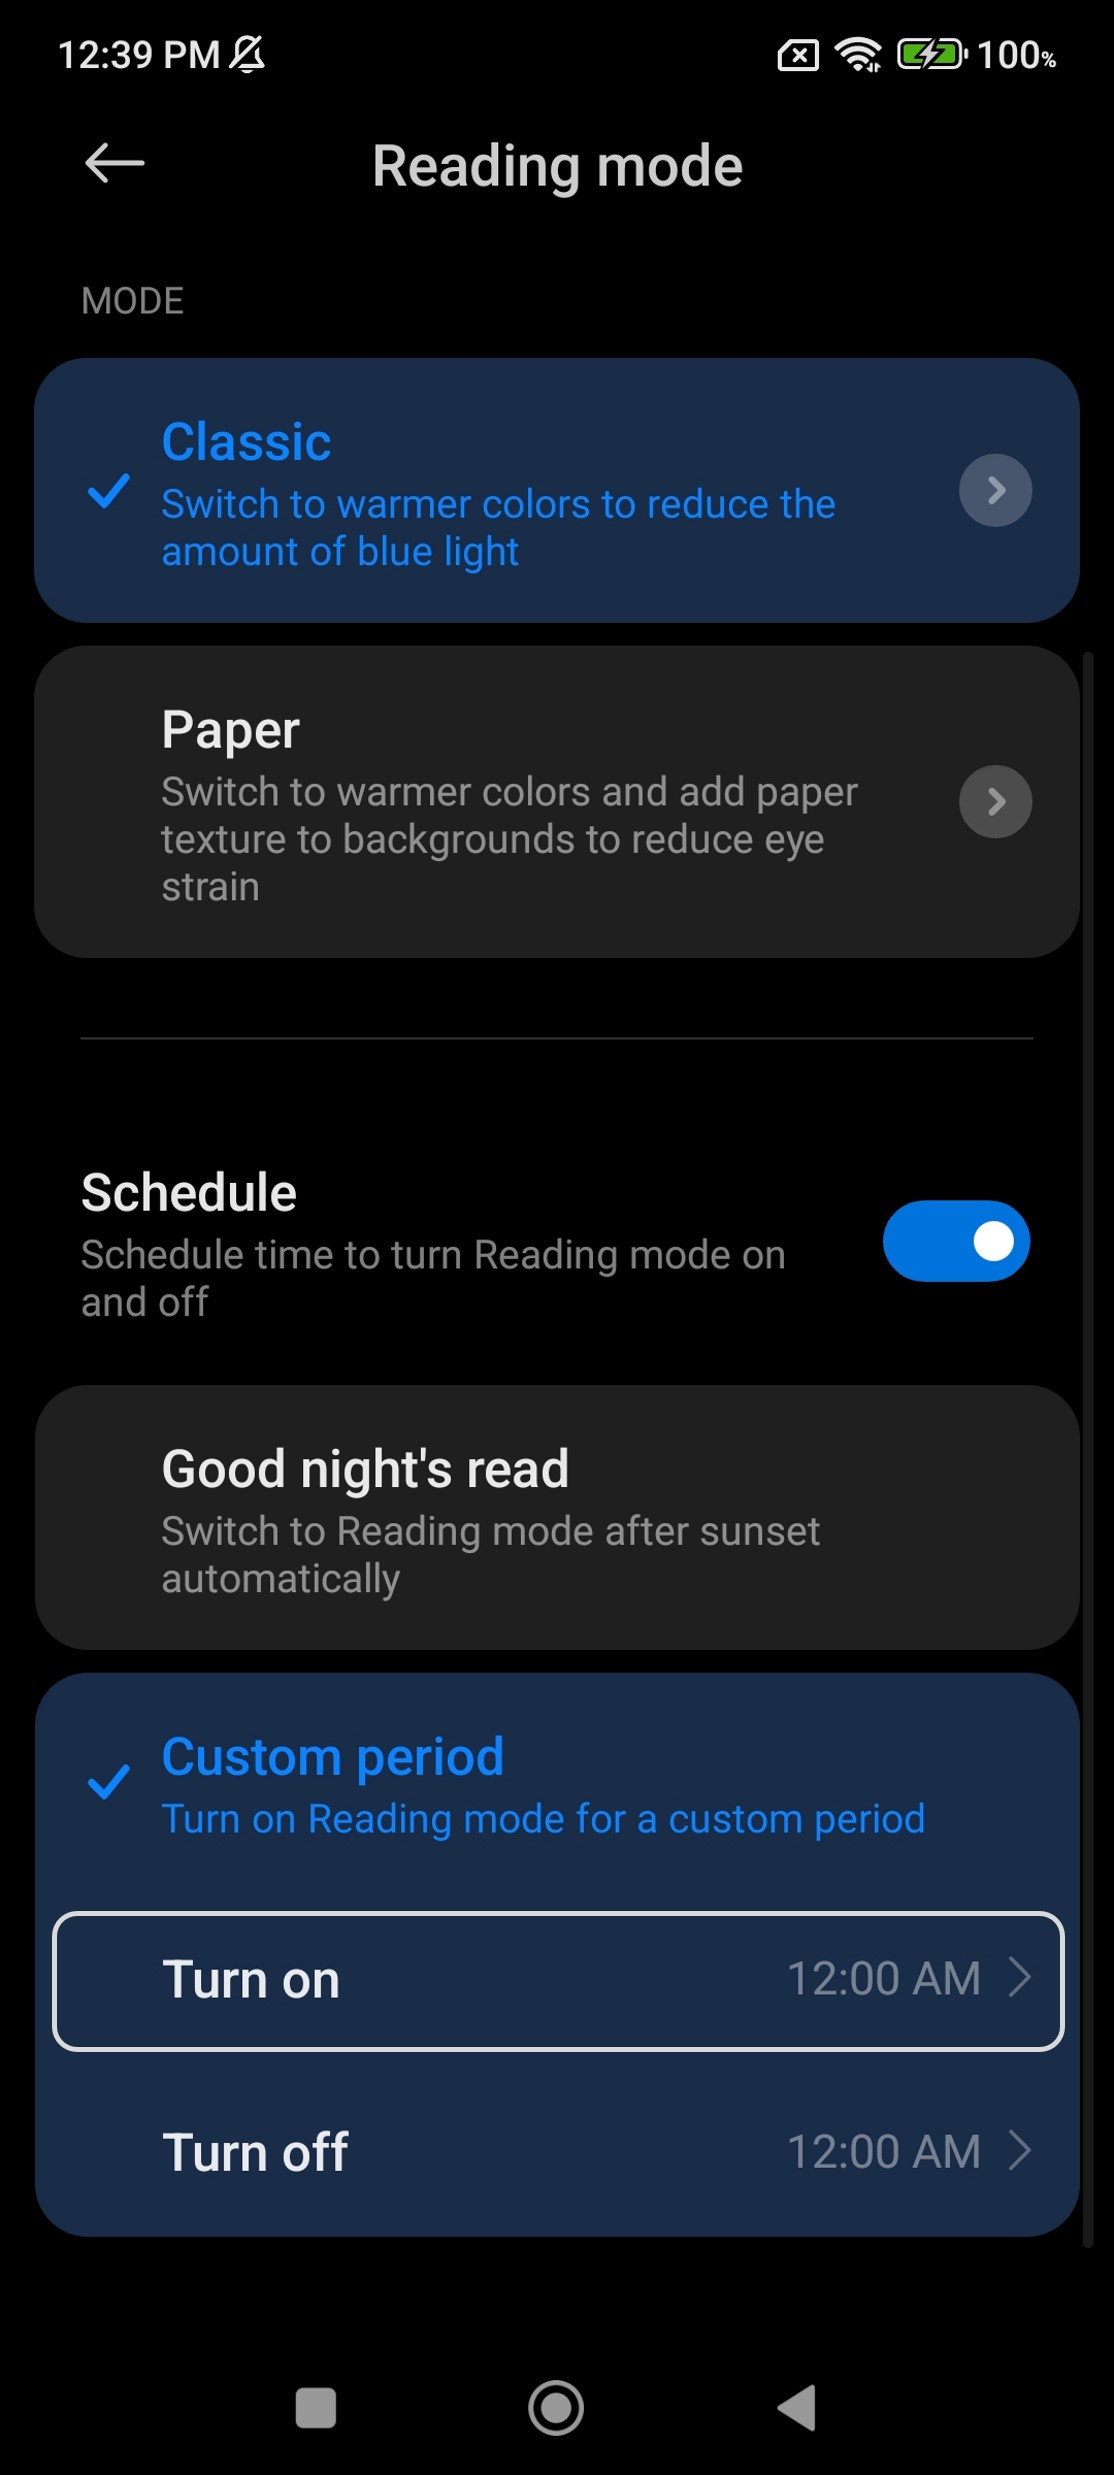 12:39 PM
100%
Reading mode
MODE
Classic
Switch to warmer colors to reduce the
amount of blue light
Paper
Switch to warmer colors and add paper
texture to backgrounds to reduce eye
strain
Schedule
Schedule time to turn Reading mode on
and off
Good night's read
Switch to Reading mode after sunset
automatically
Custom period
Turn on Reading mode for a custom period
Turn on 12:00 AM
Turn off 12:00 AM